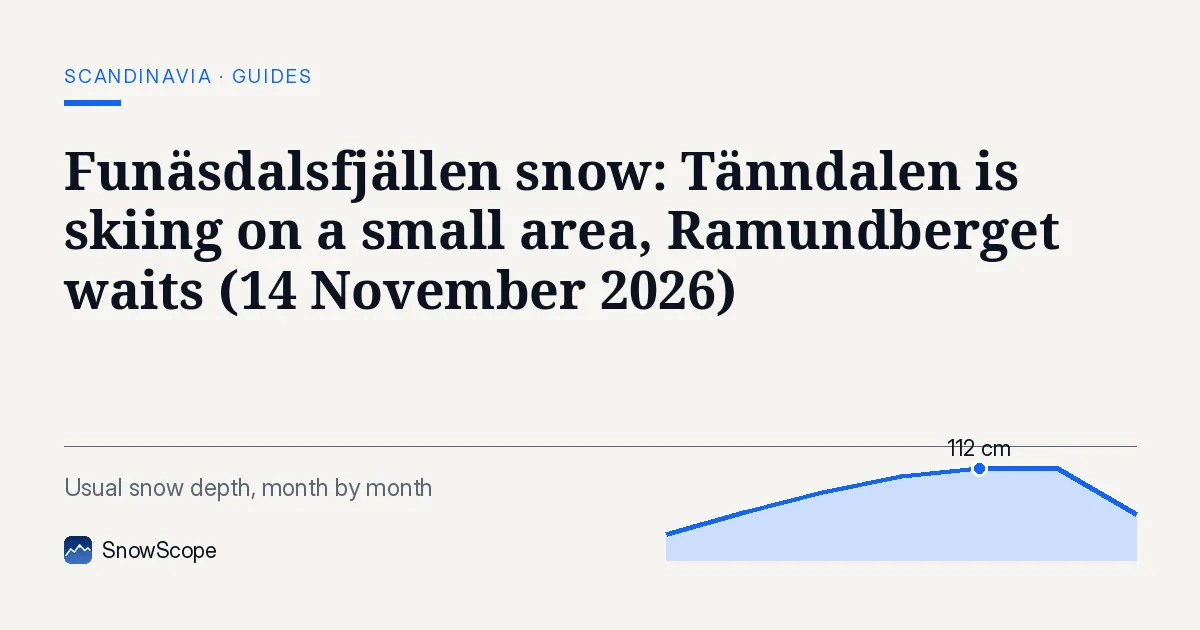 SCANDINAVIA · GUIDES
Funäsdalsfjällen snow: Tänndalen is
skiing on a small area, Ramundberget
waits (14 November 2026)
112 cm
Usual snow depth, month by month
SnowScope